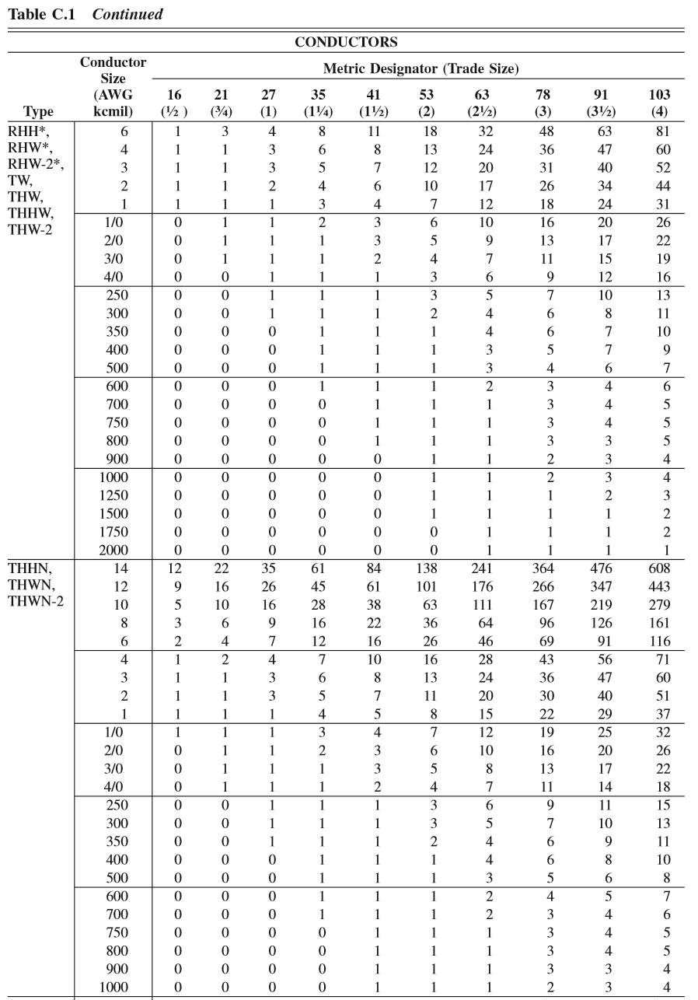 Table C.1 Continued
CONDUCTORS
Conductor Size (AWG kcmil) Metric Designator (Trade Size)
Type 16 (½ ) 21 (¾) 27 (1) 35 (1¼) 41 (1½) 53 (2) 63 (2½) 78 (3) 91 (3½) 103 (4)
RHH*, RHW*, RHW-2*, TW, THW, THHW, THW-2
6 1 3 4 8 11 18 32 48 63 81
4 1 1 3 6 8 13 24 36 47 60
3 1 1 3 5 7 12 20 31 40 52
2 1 1 2 4 6 10 17 26 34 44
1 1 1 1 3 4 7 12 18 24 31
1/0 0 1 1 2 3 6 10 16 20 26
2/0 0 1 1 1 3 5 9 13 17 22
3/0 0 1 1 1 2 4 7 11 15 19
4/0 0 0 1 1 1 3 6 9 12 16
250 0 0 1 1 1 3 5 7 10 13
300 0 0 1 1 1 2 4 6 8 11
350 0 0 0 1 1 1 4 6 7 10
400 0 0 0 1 1 1 3 5 7 9
500 0 0 0 1 1 1 3 4 6 7
600 0 0 0 1 1 1 2 3 4 6
700 0 0 0 0 1 1 1 3 4 5
750 0 0 0 0 1 1 1 3 4 5
800 0 0 0 0 1 1 1 3 3 5
900 0 0 0 0 0 1 1 2 3 4
1000 0 0 0 0 0 1 1 2 3 4
1250 0 0 0 0 0 1 1 1 2 3
1500 0 0 0 0 0 1 1 1 1 2
1750 0 0 0 0 0 0 1 1 1 2
2000 0 0 0 0 0 0 1 1 1 1
THHN, THWN, THWN-2
14 12 22 35 61 84 138 241 364 476 608
12 9 16 26 45 61 101 176 266 347 443
10 5 10 16 28 38 63 111 167 219 279
8 3 6 9 16 22 36 64 96 126 161
6 2 4 7 12 16 26 46 69 91 116
4 1 2 4 7 10 16 28 43 56 71
3 1 1 3 6 8 13 24 36 47 60
2 1 1 3 5 7 11 20 30 40 51
1 1 1 1 4 5 8 15 22 29 37
1/0 1 1 1 3 4 7 12 19 25 32
2/0 0 1 1 2 3 6 10 16 20 26
3/0 0 1 1 1 3 5 8 13 17 22
4/0 0 1 1 1 2 4 7 11 14 18
250 0 0 1 1 1 3 6 9 11 15
300 0 0 1 1 1 3 5 7 10 13
350 0 0 1 1 1 2 4 6 9 11
400 0 0 0 1 1 1 4 6 8 10
500 0 0 0 1 1 1 3 5 6 8
600 0 0 0 1 1 1 2 4 5 7
700 0 0 0 1 1 1 2 3 4 6
750 0 0 0 0 1 1 1 3 4 5
800 0 0 0 0 1 1 1 3 4 5
900 0 0 0 0 1 1 1 3 3 4
1000 0 0 0 0 1 1 1 2 3 4